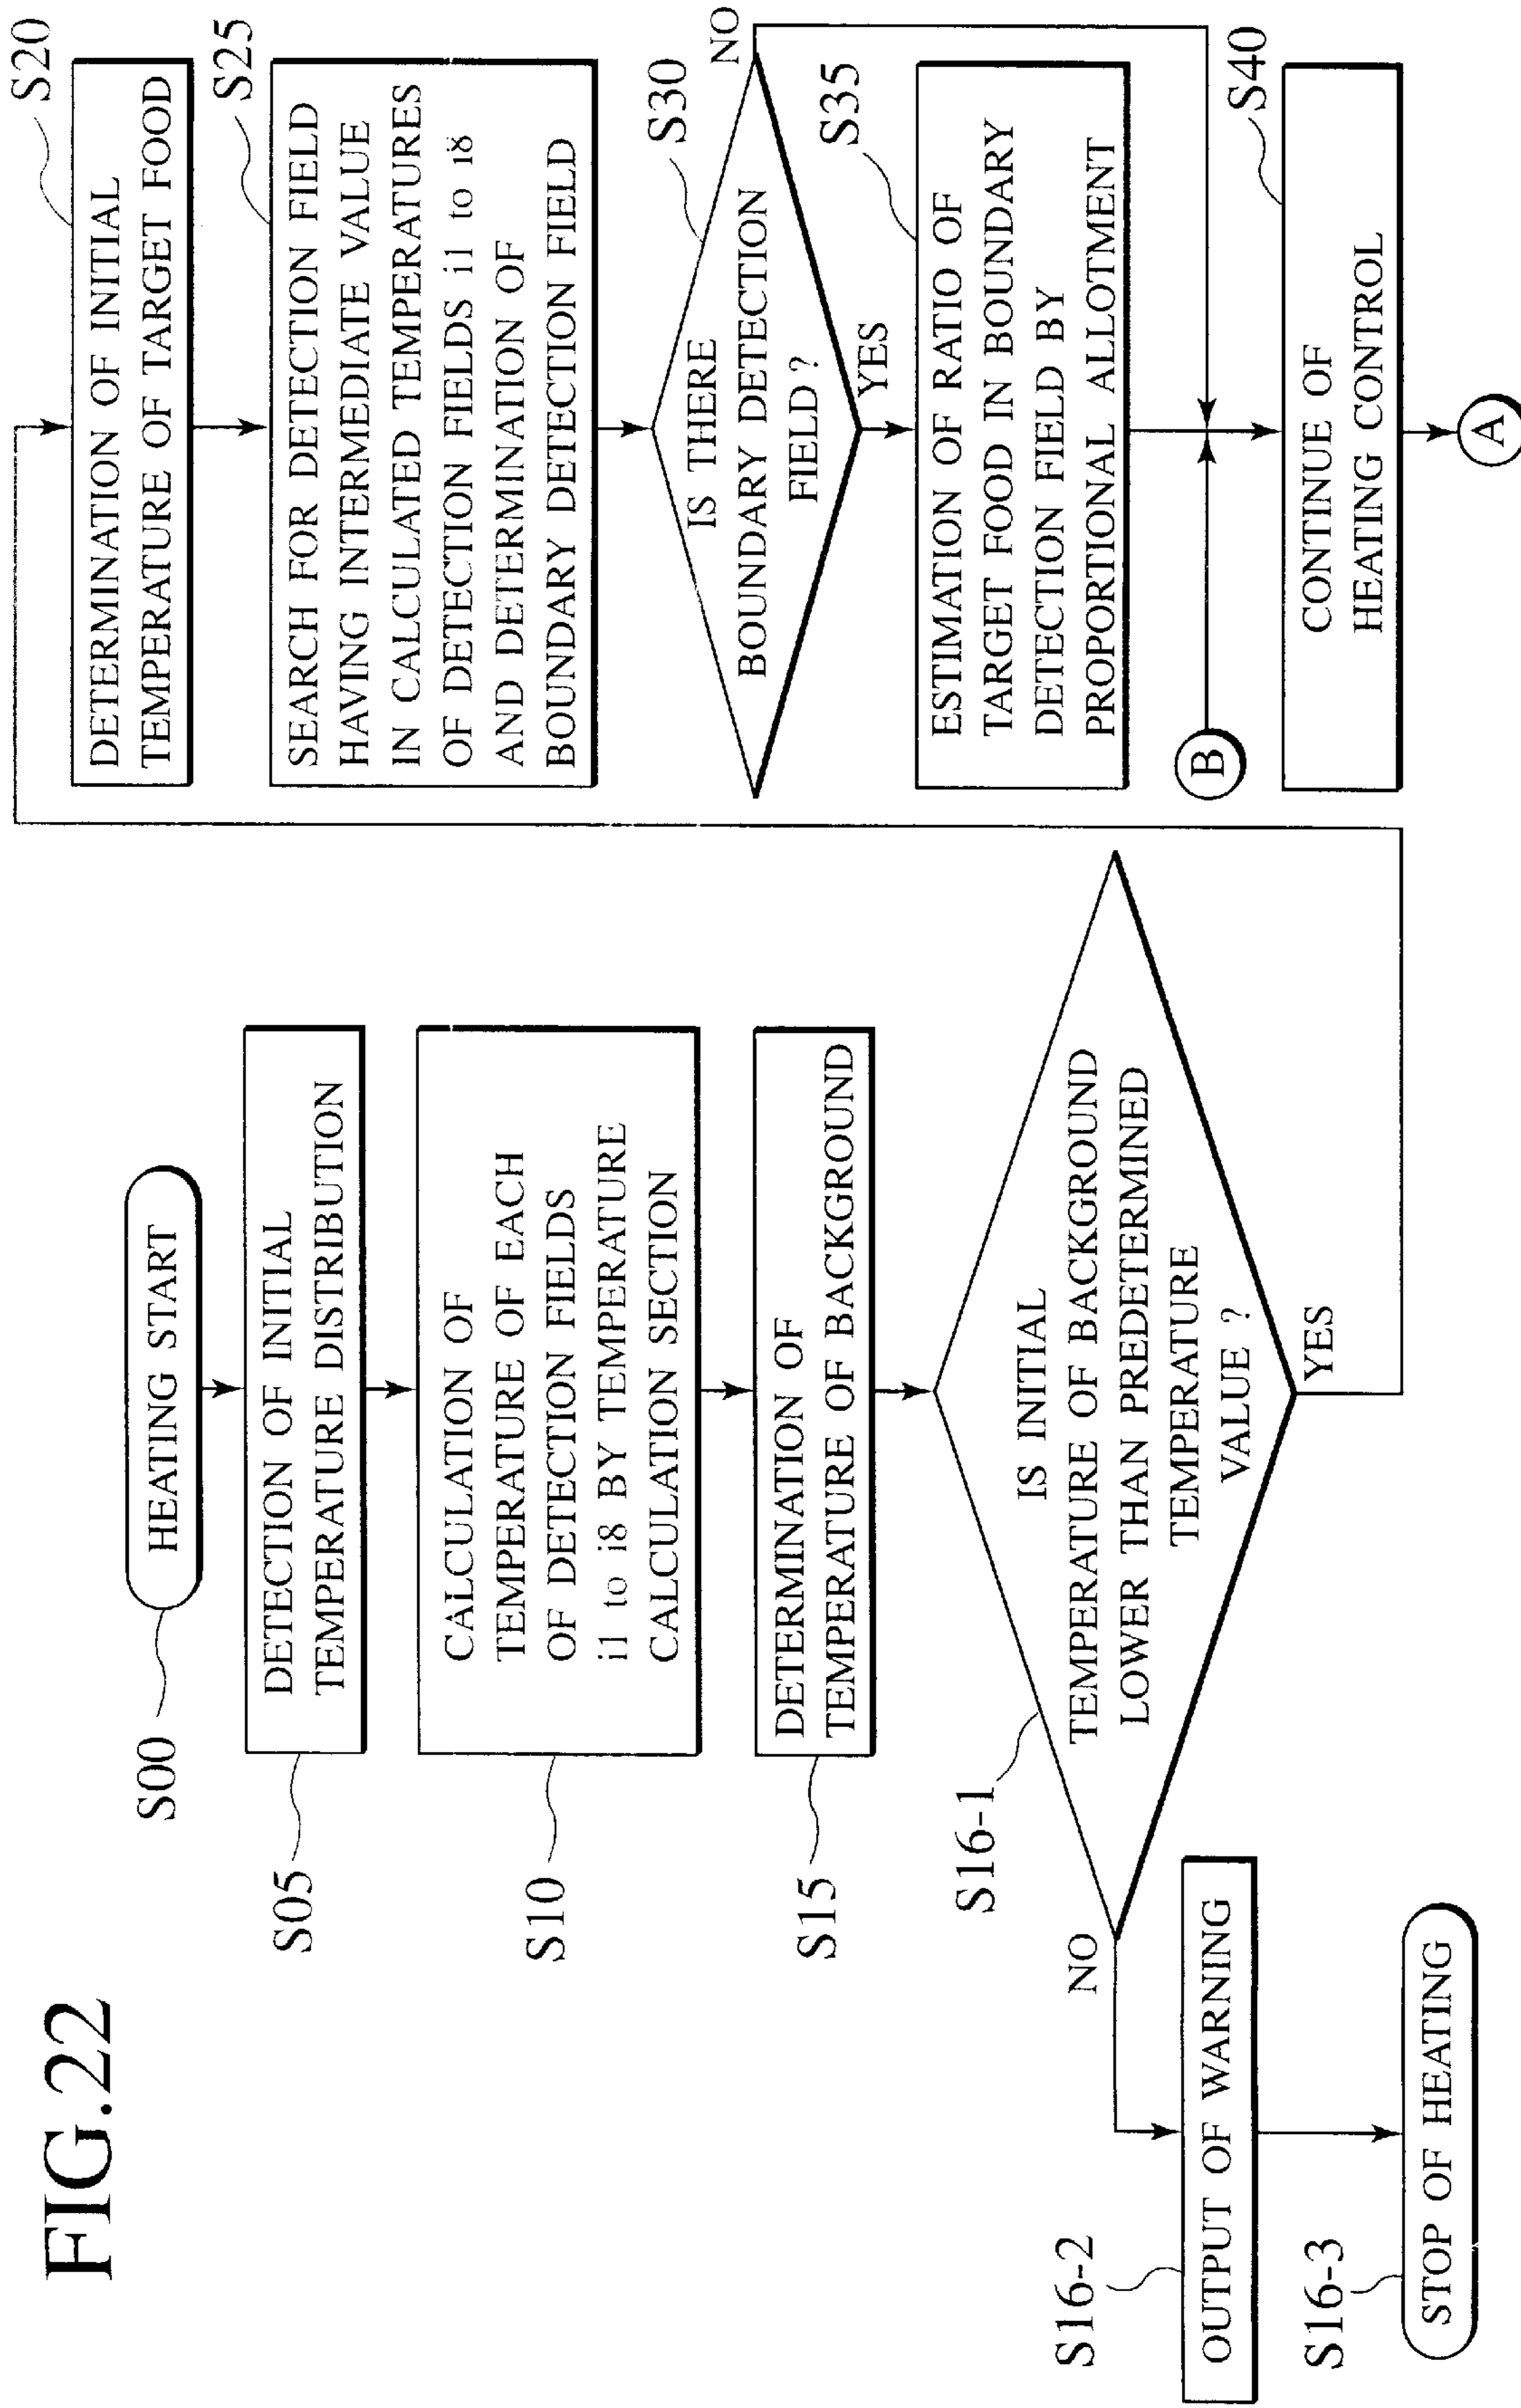 FIG.22
S00
HEATING START
S05
DETECTION OF INITIAL
TEMPERATURE DISTRIBUTION
S10
CALCULATION OF
TEMPERATURE OF EACH
OF DETECTION FIELDS
i1 to i8 BY TEMPERATURE
CALCULATION SECTION
S15
DETERMINATION OF
TEMPERATURE OF BACKGROUND
S16-1
IS INITIAL
TEMPERATURE OF BACKGROUND
LOWER THAN PREDETERMINED
TEMPERATURE
VALUE ?
NO
YES
S16-2
OUTPUT OF WARNING
S16-3
STOP OF HEATING
S20
DETERMINATION OF INITIAL
TEMPERATURE OF TARGET FOOD
S25
SEARCH FOR DETECTION FIELD
HAVING INTERMEDIATE VALUE
IN CALCULATED TEMPERATURES
OF DETECTION FIELDS i1 to i8
AND DETERMINATION OF
BOUNDARY DETECTION FIELD
S30
IS THERE
BOUNDARY DETECTION
FIELD ?
NO
YES
S35
ESTIMATION OF RATIO OF
TARGET FOOD IN BOUNDARY
DETECTION FIELD BY
PROPORTIONAL ALLOTMENT
B
S40
CONTINUE OF
HEATING CONTROL
A